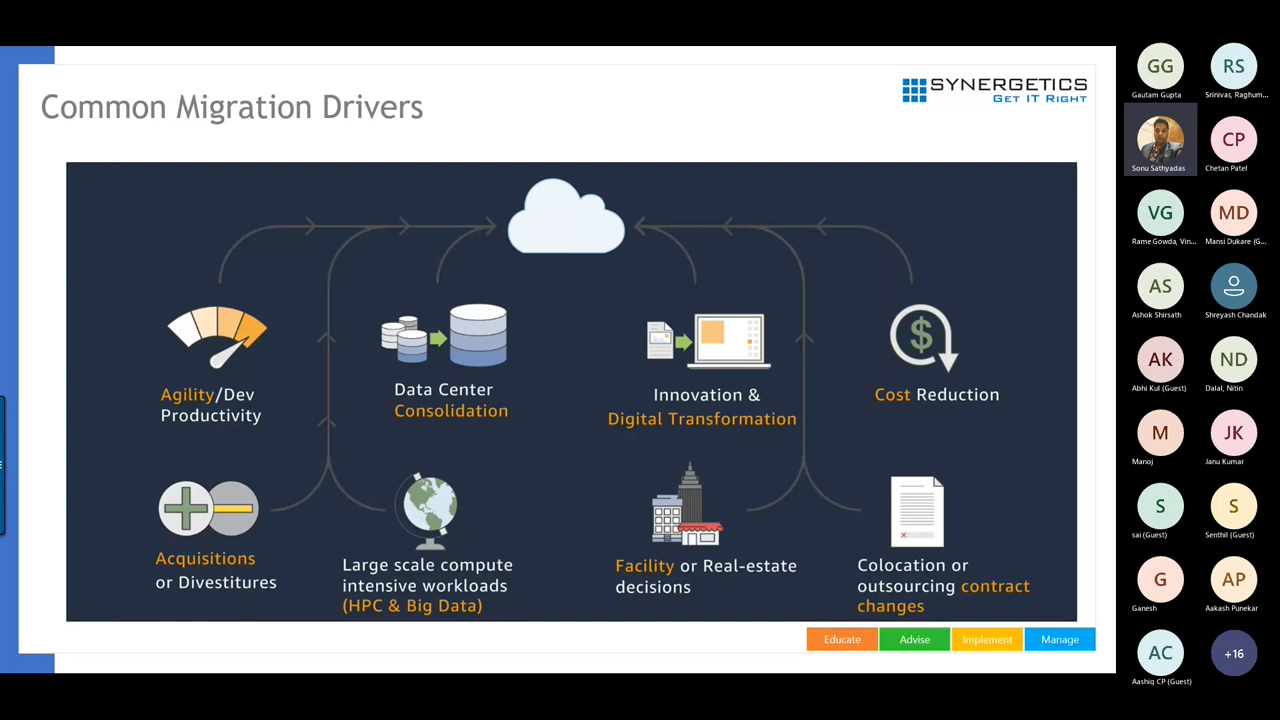 Common Migration Drivers
SYNERGETICS
GET IT RIGHT
Agility/Dev
Productivity
Data Center
Consolidation
Innovation &
Digital Transformation
$
Cost Reduction
Acquisitions
or Divestitures
Large scale compute
intensive workloads
(HPC & Big Data)
Facility or Real-estate
decisions
Colocation or
outsourcing contract
changes
Educate
Advise
Implement
Manage
GG
Gautam Gupta
RS
Srinivas, Raghum...
Sonu Sathyadas
CP
Chetan Patel
VG
Rame Gowda, Vin...
MD
Mansi Dukare (G...
AS
Ashok Shirsath
Shreyash Chandak
AK
Abhi Kul (Guest)
ND
Dalal, Nitin
M
Manoj
JK
Janu Kumar
S
sai (Guest)
S
Senthil (Guest)
G
Ganesh
AP
Aakash Punekar
AC
Aashiq CP (Guest)
+16